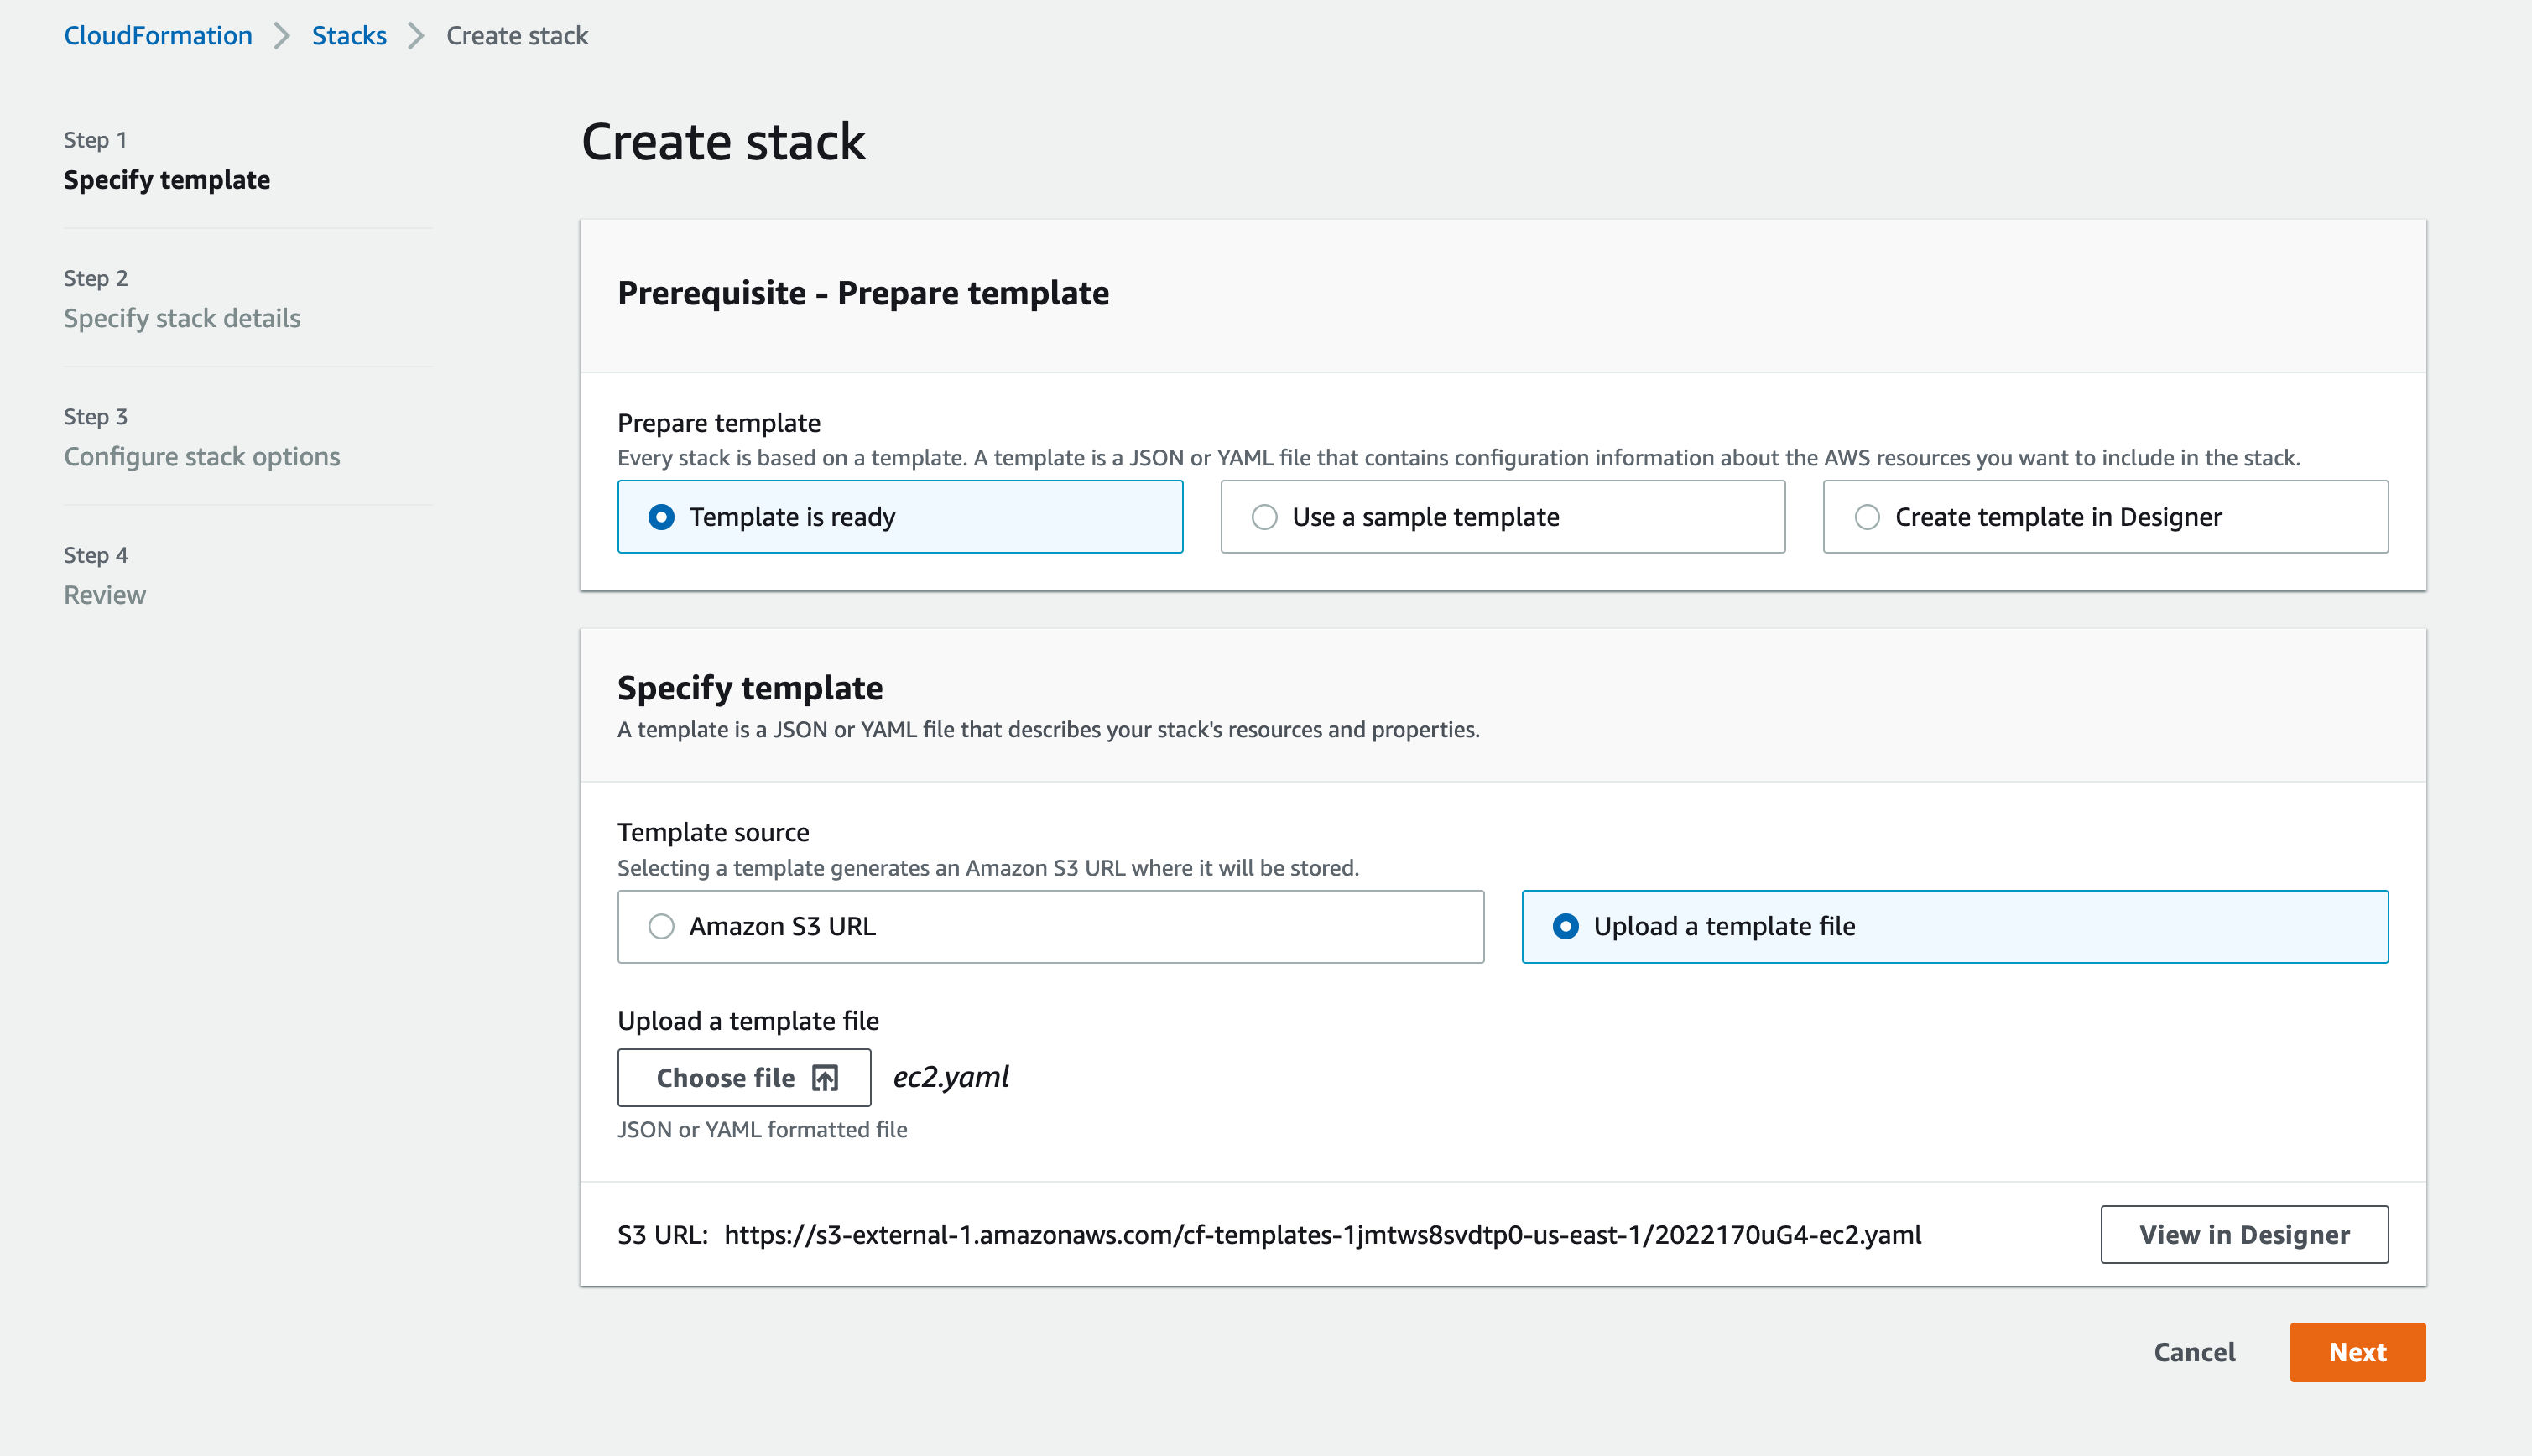 CloudFormation > Stacks > Create stack
Step 1
Specify template
Step 2
Specify stack details
Step 3
Configure stack options
Step 4
Review
Create stack
Prerequisite - Prepare template
Prepare template
Every stack is based on a template. A template is a JSON or YAML file that contains configuration information about the AWS resources you want to include in the stack.
Template is ready
Use a sample template
Create template in Designer
Specify template
A template is a JSON or YAML file that describes your stack's resources and properties.
Template source
Selecting a template generates an Amazon S3 URL where it will be stored.
Amazon S3 URL
Upload a template file
Upload a template file
Choose file
ec2.yaml
JSON or YAML formatted file
S3 URL: https://s3-external-1.amazonaws.com/cf-templates-1jmtws8svdtp0-us-east-1/2022170uG4-ec2.yaml
View in Designer
Cancel
Next